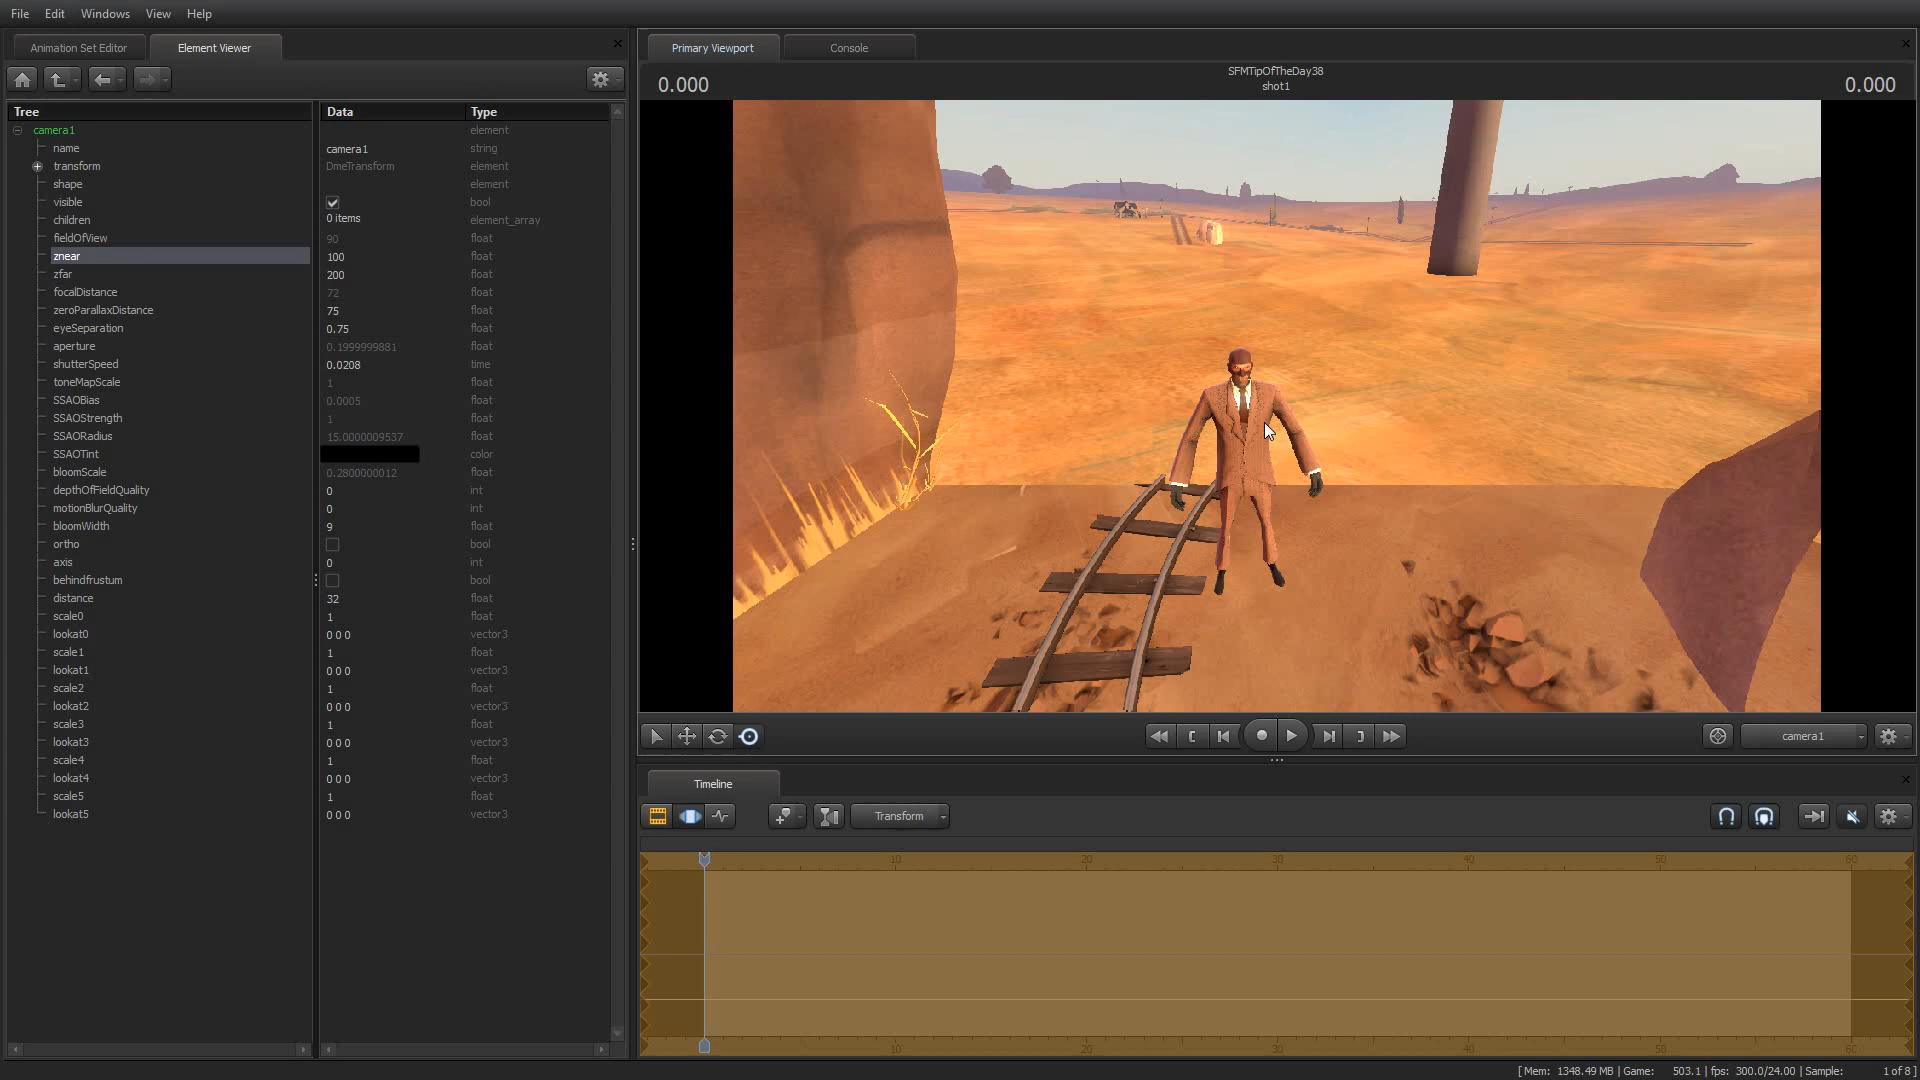 File Edit Windows View Help
Animation Set Editor Element Viewer
Primary Viewport Console
0.000 SFMTipOfTheDay38 0.000
shot1
Tree Data Type
camera1 element
name camera1 string
transform DmeTransform element
shape element
visible bool
children 0 items element_array
fieldOfView 90 float
znear 100 float
zfar 200 float
focalDistance 72 float
zeroParallaxDistance 75 float
eyeSeparation 0.75 float
aperture 0.1999999881 float
shutterSpeed 0.0208 time
toneMapScale 1 float
SSAOBias 0.0005 float
SSAOStrength 1 float
SSAORadius 15.0000009537 float
SSAOTint color
bloomScale 0.2800000012 float
depthOfFieldQuality 0 int
motionBlurQuality 0 int
bloomWidth 9 float
ortho bool
axis 0 int
behindfrustum bool
distance 32 float
scale0 1 float
lookat0 0 0 0 vector3
scale1 1 float
lookat1 0 0 0 vector3
scale2 1 float
lookat2 0 0 0 vector3
scale3 1 float
lookat3 0 0 0 vector3
scale4 1 float
lookat4 0 0 0 vector3
scale5 1 float
lookat5 0 0 0 vector3
camera1
Timeline
Transform
10 20 30 40 50 60
10 20 30 40 50 60
[ Mem: 1348.49 MB | Game: 503.1 | fps: 300.0/24.00 | Sample: 1 of 8 ]